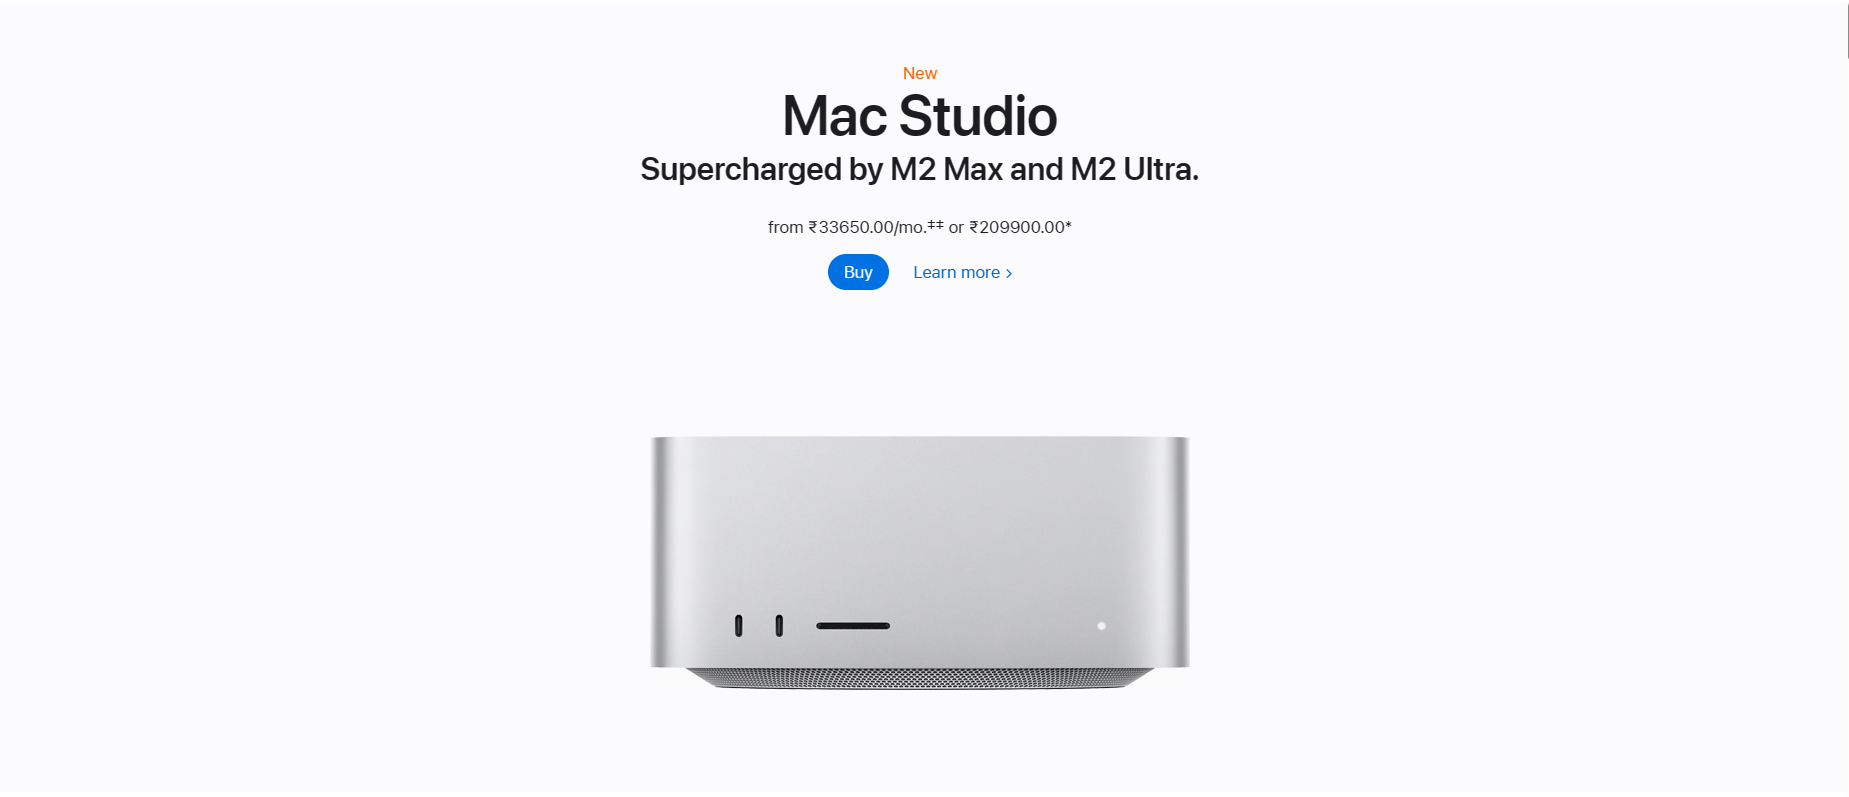 New
Mac Studio
Supercharged by M2 Max and M2 Ultra.
from ₹33650.00/mo.‡‡ or ₹209900.00*
Buy Learn more >